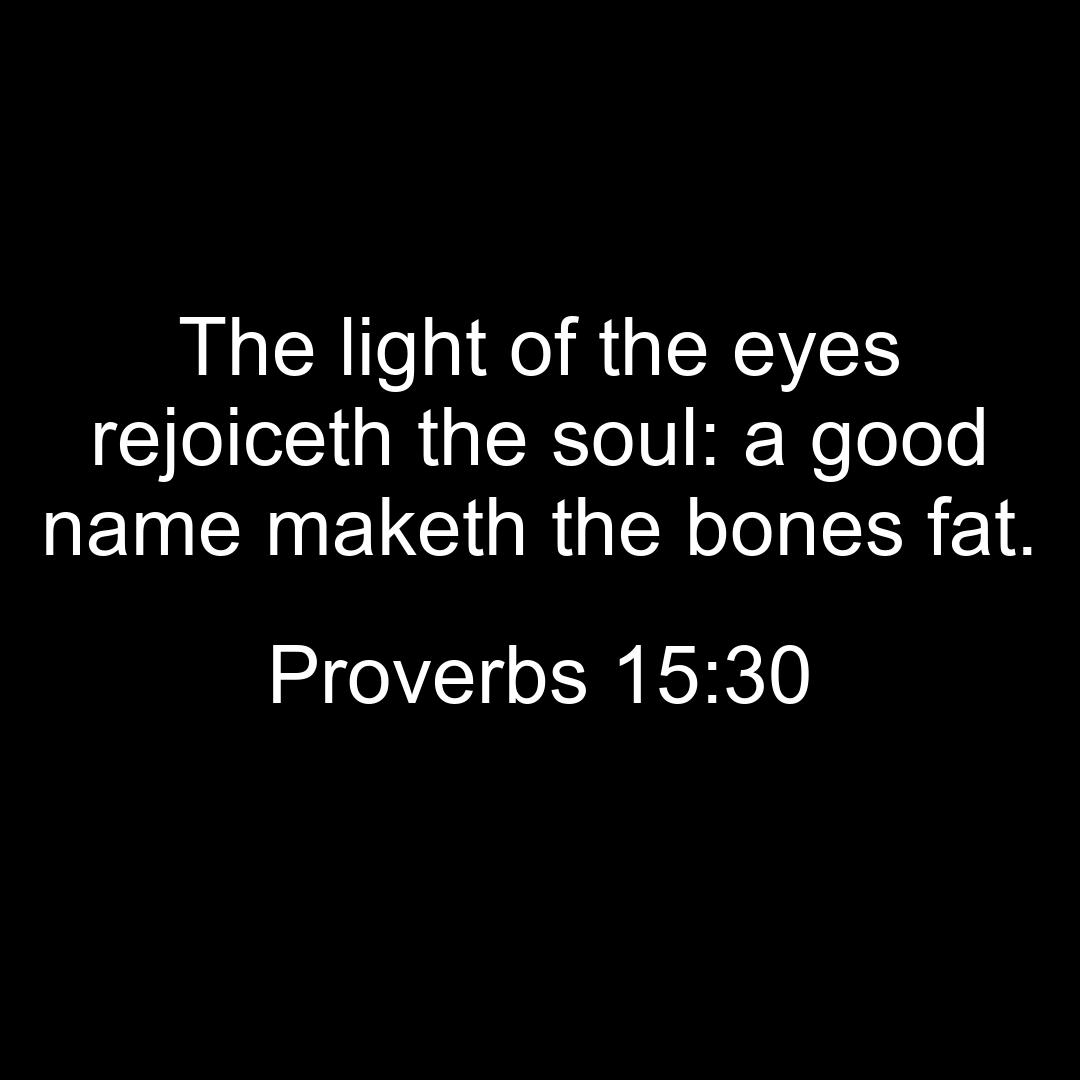 The light of the eyes
rejoiceth the soul: a good
name maketh the bones fat.
Proverbs 15:30